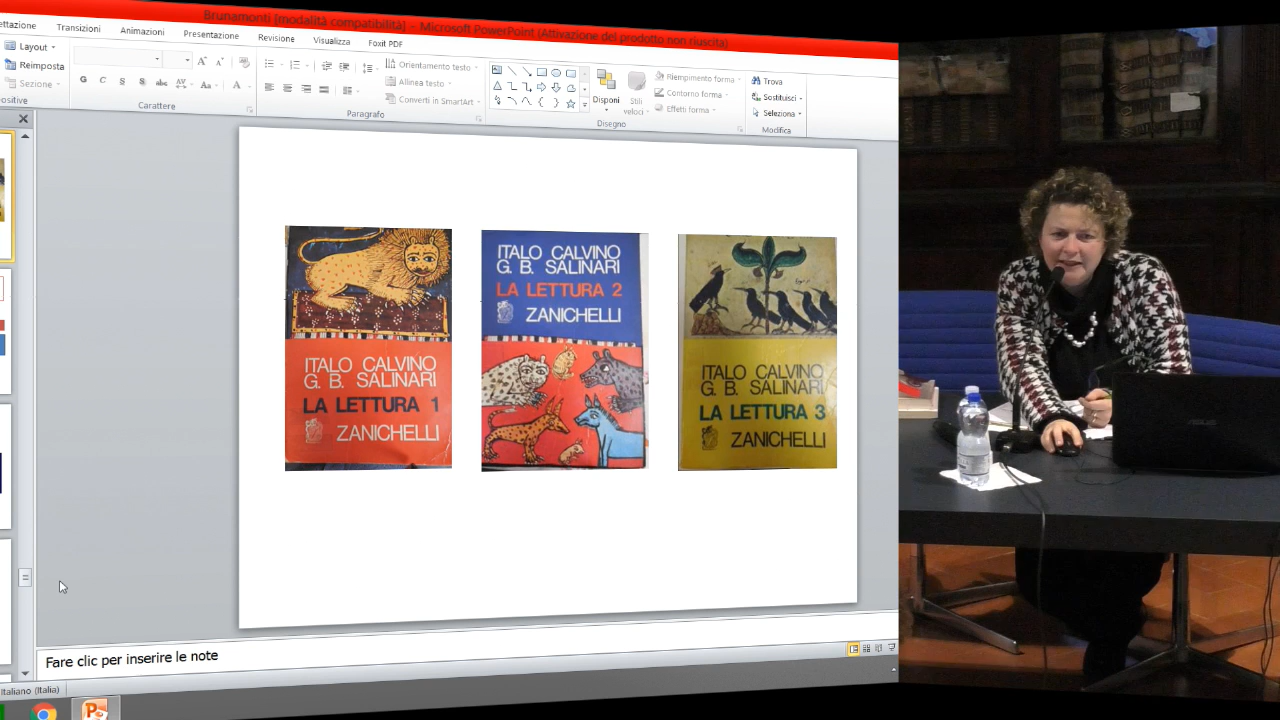 Brunamonti [modalità compatibilità] - Microsoft PowerPoint (Attivazione del prodotto non riuscita)
Transizioni
Animazioni
Presentazione
Revisione
Visualizza
Foxit PDF
Layout
Reimposta
Sezione
Carattere
Orientamento testo
Allinea testo
Converti in SmartArt
Paragrafo
Disponi
Stili
veloci
Riempimento forma
Contorno forma
Effetti forma
Disegno
Trova
Sostituisci
Seleziona
Modifica
ITALO CALVINO
G. B. SALINARI
LA LETTURA 1
ZANICHELLI
ITALO CALVINO
G. B. SALINARI
LA LETTURA 2
ZANICHELLI
ITALO CALVINO
G. B. SALINARI
LA LETTURA 3
ZANICHELLI
Fare clic per inserire le note
Italiano (Italia)
ASUS